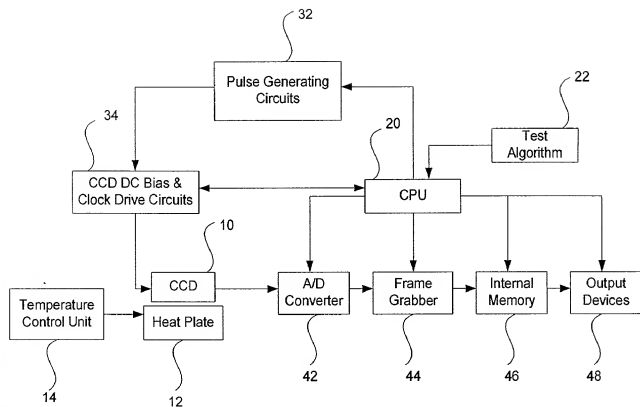 32
Pulse Generating
Circuits
22
34
20
Test
Algorithm
CCD DC Bias &
Clock Drive Circuits
CPU
10
CCD
A/D
Converter
Frame
Grabber
Internal
Memory
Output
Devices
Temperature
Control Unit
Heat Plate
14
12
42
44
46
48